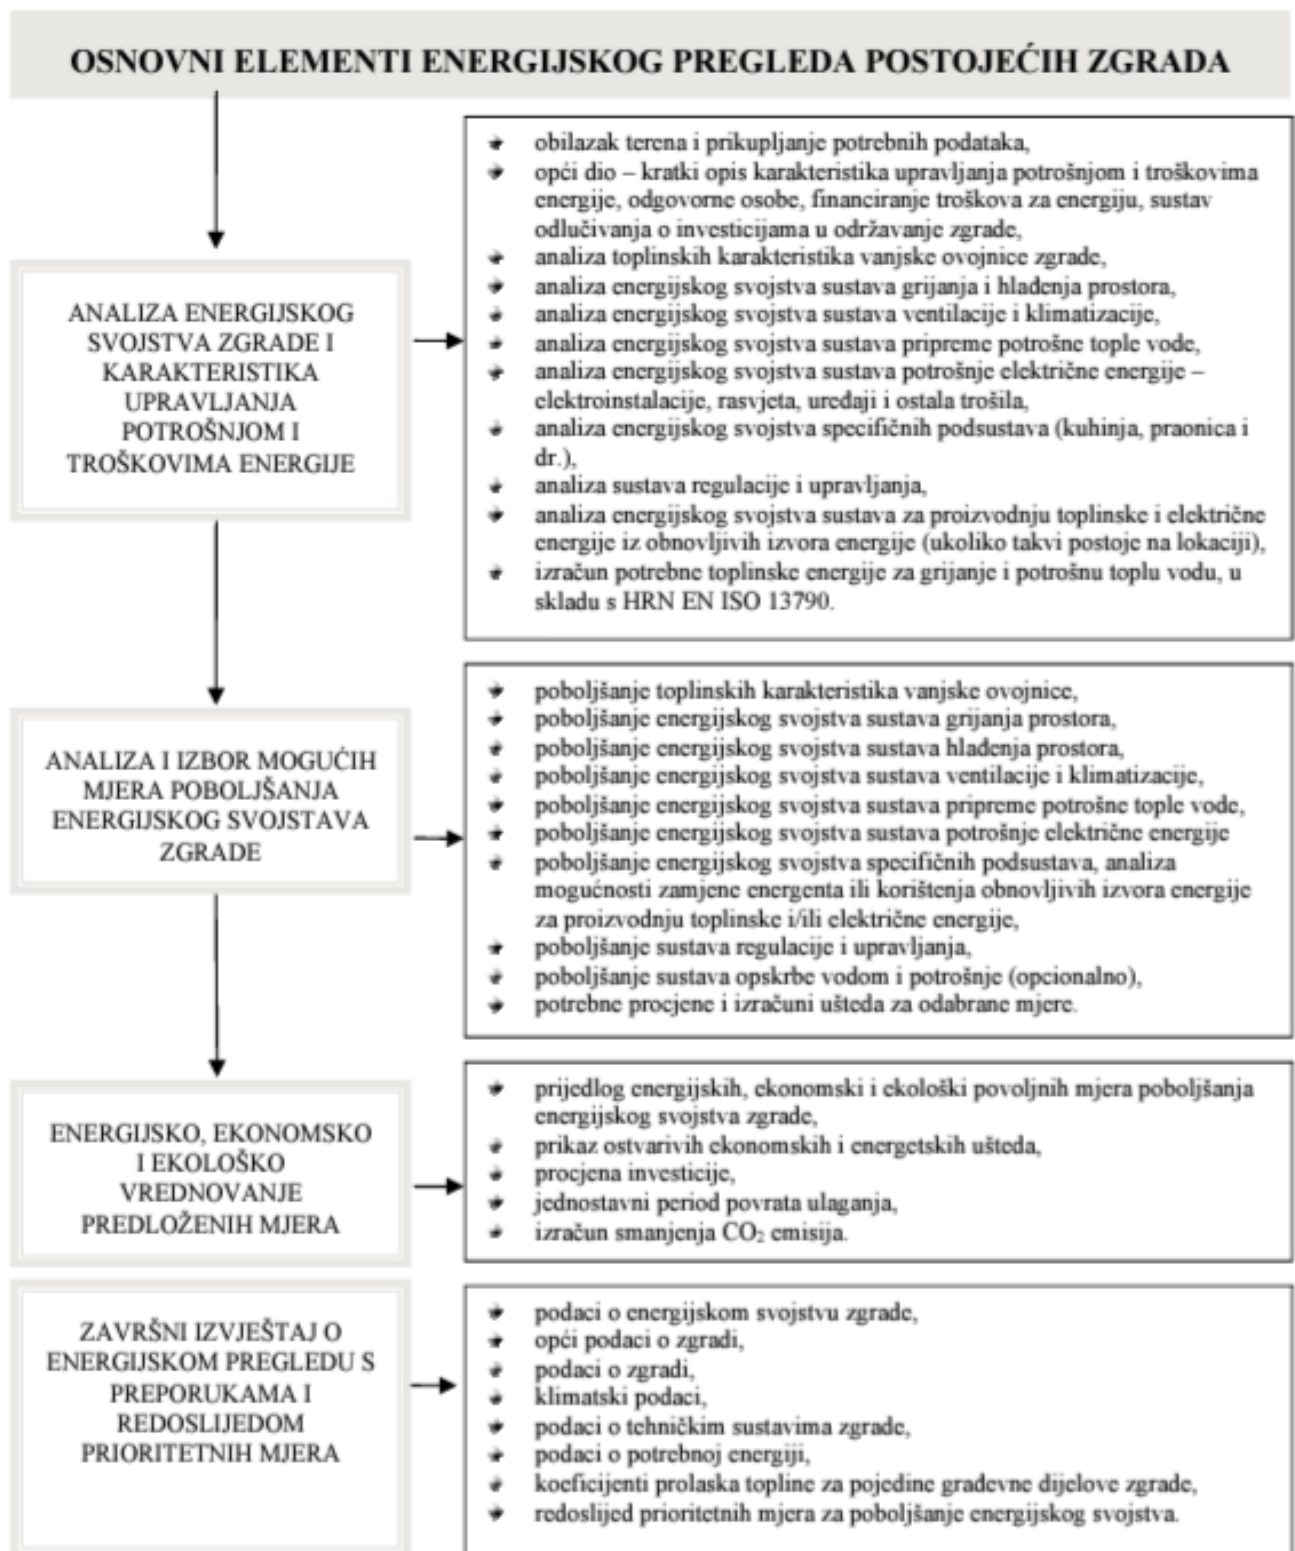 OSNOVNI ELEMENTI ENERGIJSKOG PREGLEDA POSTOJEĆIH ZGRADA
ANALIZA ENERGIJSKOG
SVOJSTVA ZGRADE I
KARAKTERISTIKA
UPRAVLJANJA
POTROŠNJOM I
TROŠKOVIMA ENERGIJE
obilazak terena i prikupljanje potrebnih podataka,
opći dio – kratki opis karakteristika upravljanja potrošnjom i troškovima
energije, odgovorne osobe, financiranje troškova za energiju, sustav
odlučivanja o investicijama u održavanje zgrade,
analiza toplinskih karakteristika vanjske ovojnice zgrade,
analiza energijskog svojstva sustava grijanja i hlađenja prostora,
analiza energijskog svojstva sustava ventilacije i klimatizacije,
analiza energijskog svojstva sustava pripreme potrošne tople vode,
analiza energijskog svojstva sustava potrošnje električne energije –
elektroinstalacije, rasvjeta, uređaji i ostala trošila,
analiza energijskog svojstva specifičnih podsustava (kuhinja, praonica i
dr.),
analiza sustava regulacije i upravljanja,
analiza energijskog svojstva sustava za proizvodnju toplinske i električne
energije iz obnovljivih izvora energije (ukoliko takvi postoje na lokaciji),
izračun potrebne toplinske energije za grijanje i potrošnu toplu vodu, u
skladu s HRN EN ISO 13790.
ANALIZA I IZBOR MOGUĆIH
MJERA POBOLJŠANJA
ENERGIJSKOG SVOJSTAVA
ZGRADE
poboljšanje toplinskih karakteristika vanjske ovojnice,
poboljšanje energijskog svojstva sustava grijanja prostora,
poboljšanje energijskog svojstva sustava hlađenja prostora,
poboljšanje energijskog svojstva sustava ventilacije i klimatizacije,
poboljšanje energijskog svojstva sustava pripreme potrošne tople vode,
poboljšanje energijskog svojstva sustava potrošnje električne energije
poboljšanje energijskog svojstva specifičnih podsustava, analiza
mogućnosti zamjene energenta ili korištenja obnovljivih izvora energije
za proizvodnju toplinske i/ili električne energije,
poboljšanje sustava regulacije i upravljanja,
poboljšanje sustava opskrbe vodom i potrošnje (opcionalno),
potrebne procjene i izračuni ušteda za odabrane mjere.
ENERGIJSKO, EKONOMSKO
I EKOLOŠKO
VREDNOVANJE
PREDLOŽENIH MJERA
prijedlog energijskih, ekonomski i ekološki povoljnih mjera poboljšanja
energijskog svojstva zgrade,
prikaz ostvarivih ekonomskih i energetskih ušteda,
procjena investicije,
jednostavni period povrata ulaganja,
izračun smanjenja CO₂ emisija.
ZAVRŠNI IZVJEŠTAJ O
ENERGIJSKOM PREGLEDU S
PREPORUKAMA I
REDOSLIJEDOM
PRIORITETNIH MJERA
podaci o energijskom svojstvu zgrade,
opći podaci o zgradi,
podaci o zgradi,
klimatski podaci,
podaci o tehničkim sustavima zgrade,
podaci o potrebnoj energiji,
koeficijenti prolaska topline za pojedine građevne dijelove zgrade,
redoslijed prioritetnih mjera za poboljšanje energijskog svojstva.